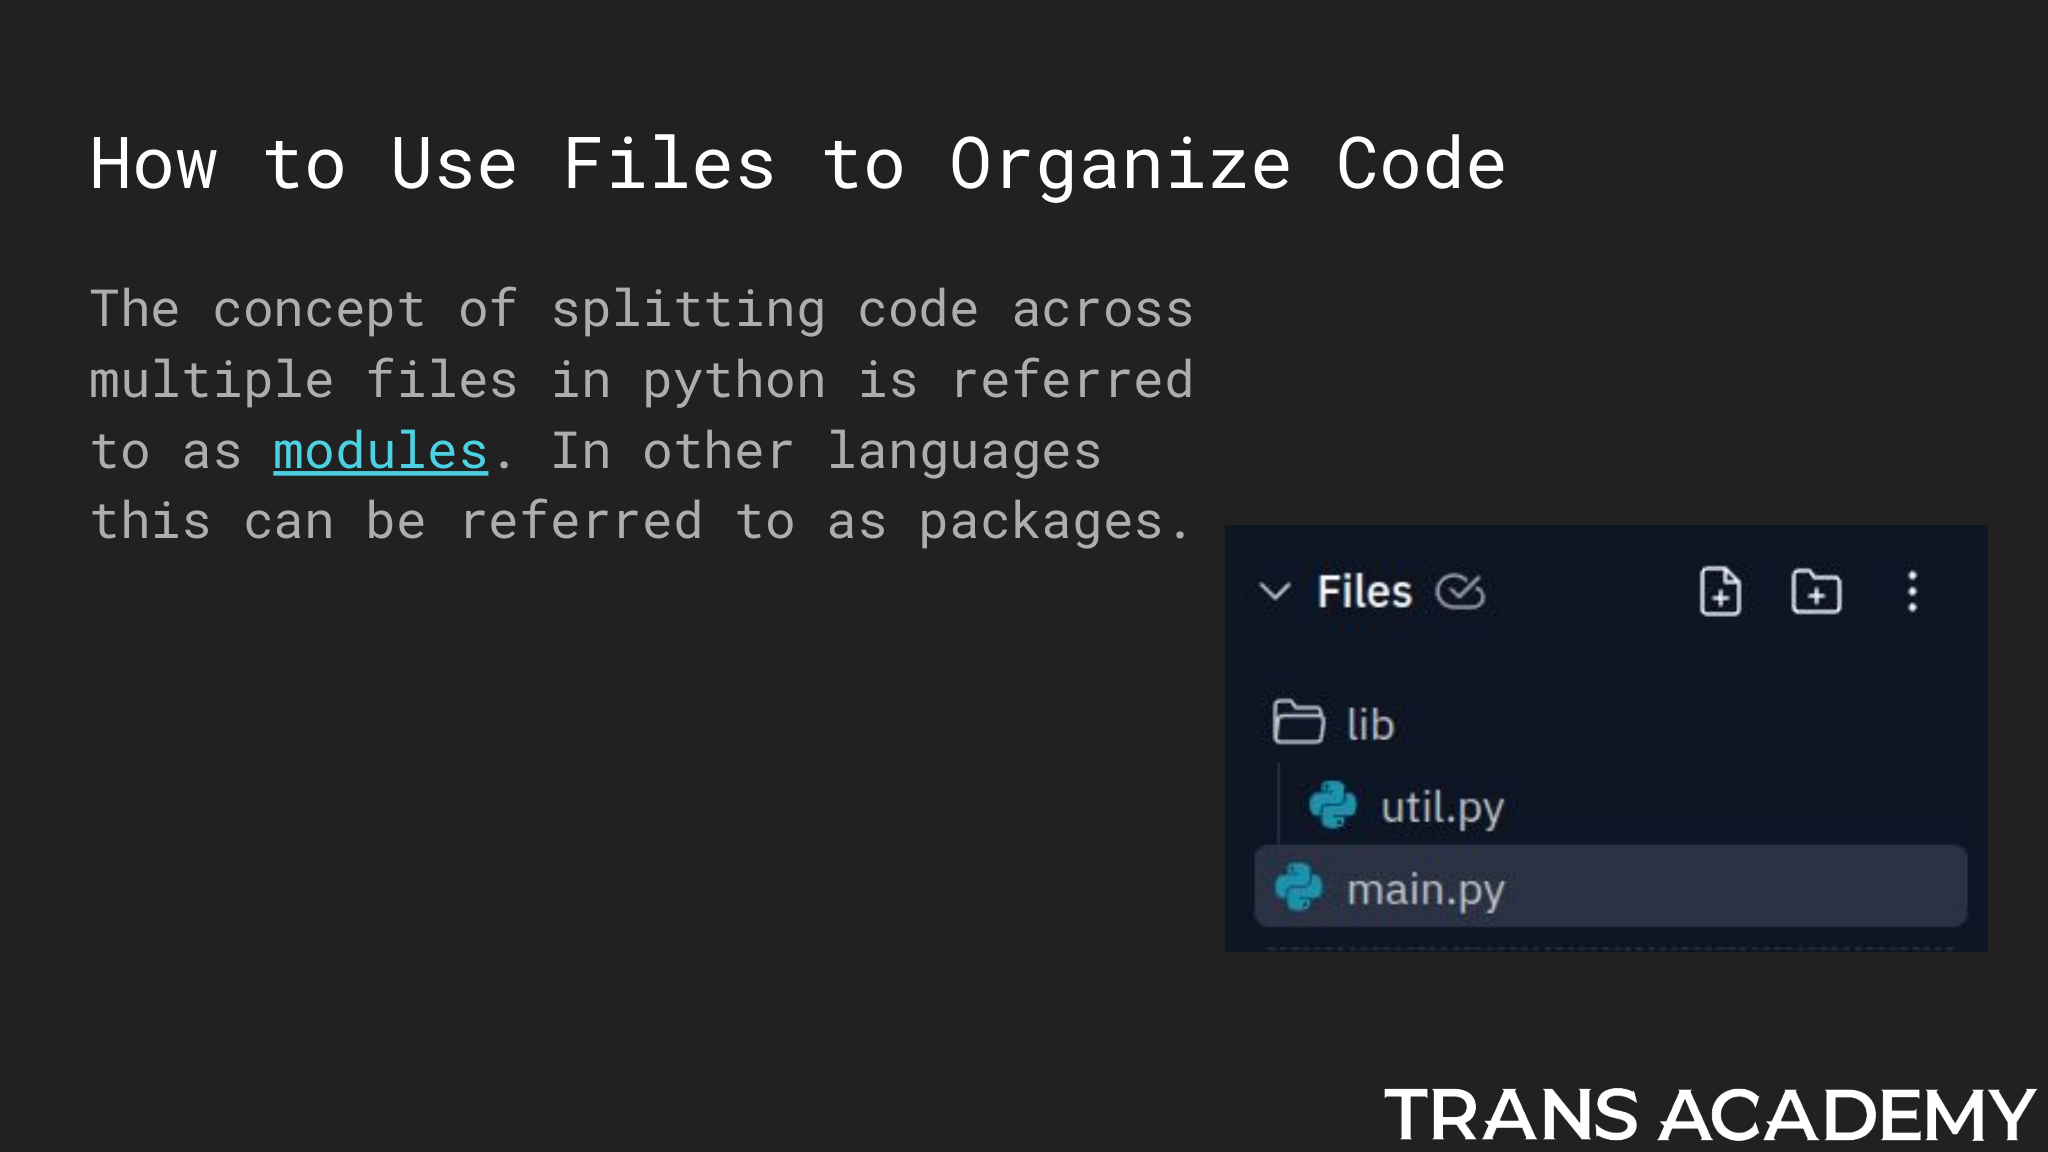 How to Use Files to Organize Code
The concept of splitting code across
multiple files in python is referred
to as modules. In other languages
this can be referred to as packages.
Files
lib
util.py
main.py
TRANS ACADEMY